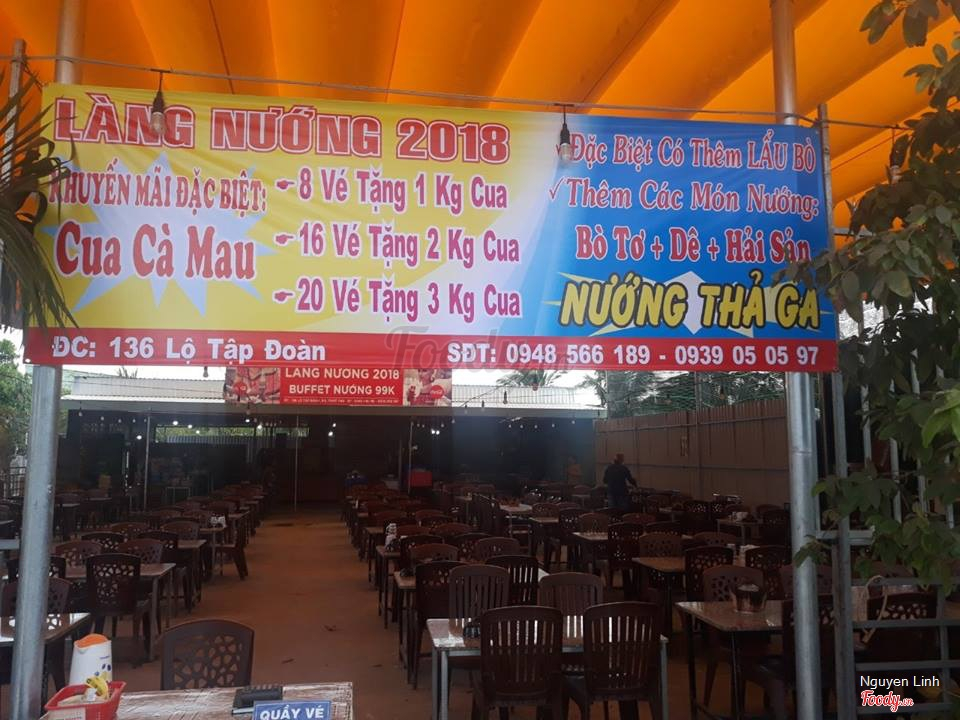 LÀNG NƯỚNG 2018
KHUYẾN MÃI ĐẶC BIỆT:
Cua Cà Mau
8 Vé Tặng 1 Kg Cua
16 Vé Tặng 2 Kg Cua
20 Vé Tặng 3 Kg Cua
Đặc Biệt Có Thêm LẨU BÒ
✓Thêm Các Món Nướng:
Bò Tơ + Dê + Hải Sản
NƯỚNG THẢ GA
ĐC: 136 Lộ Tập Đoàn
SĐT: 0948 566 189 - 0939 05 05 97
Foody
LÀNG NƯỚNG 2018
BUFFET NƯỚNG 99K
QUẦY VÉ
Nguyen Linh
Foody.vn